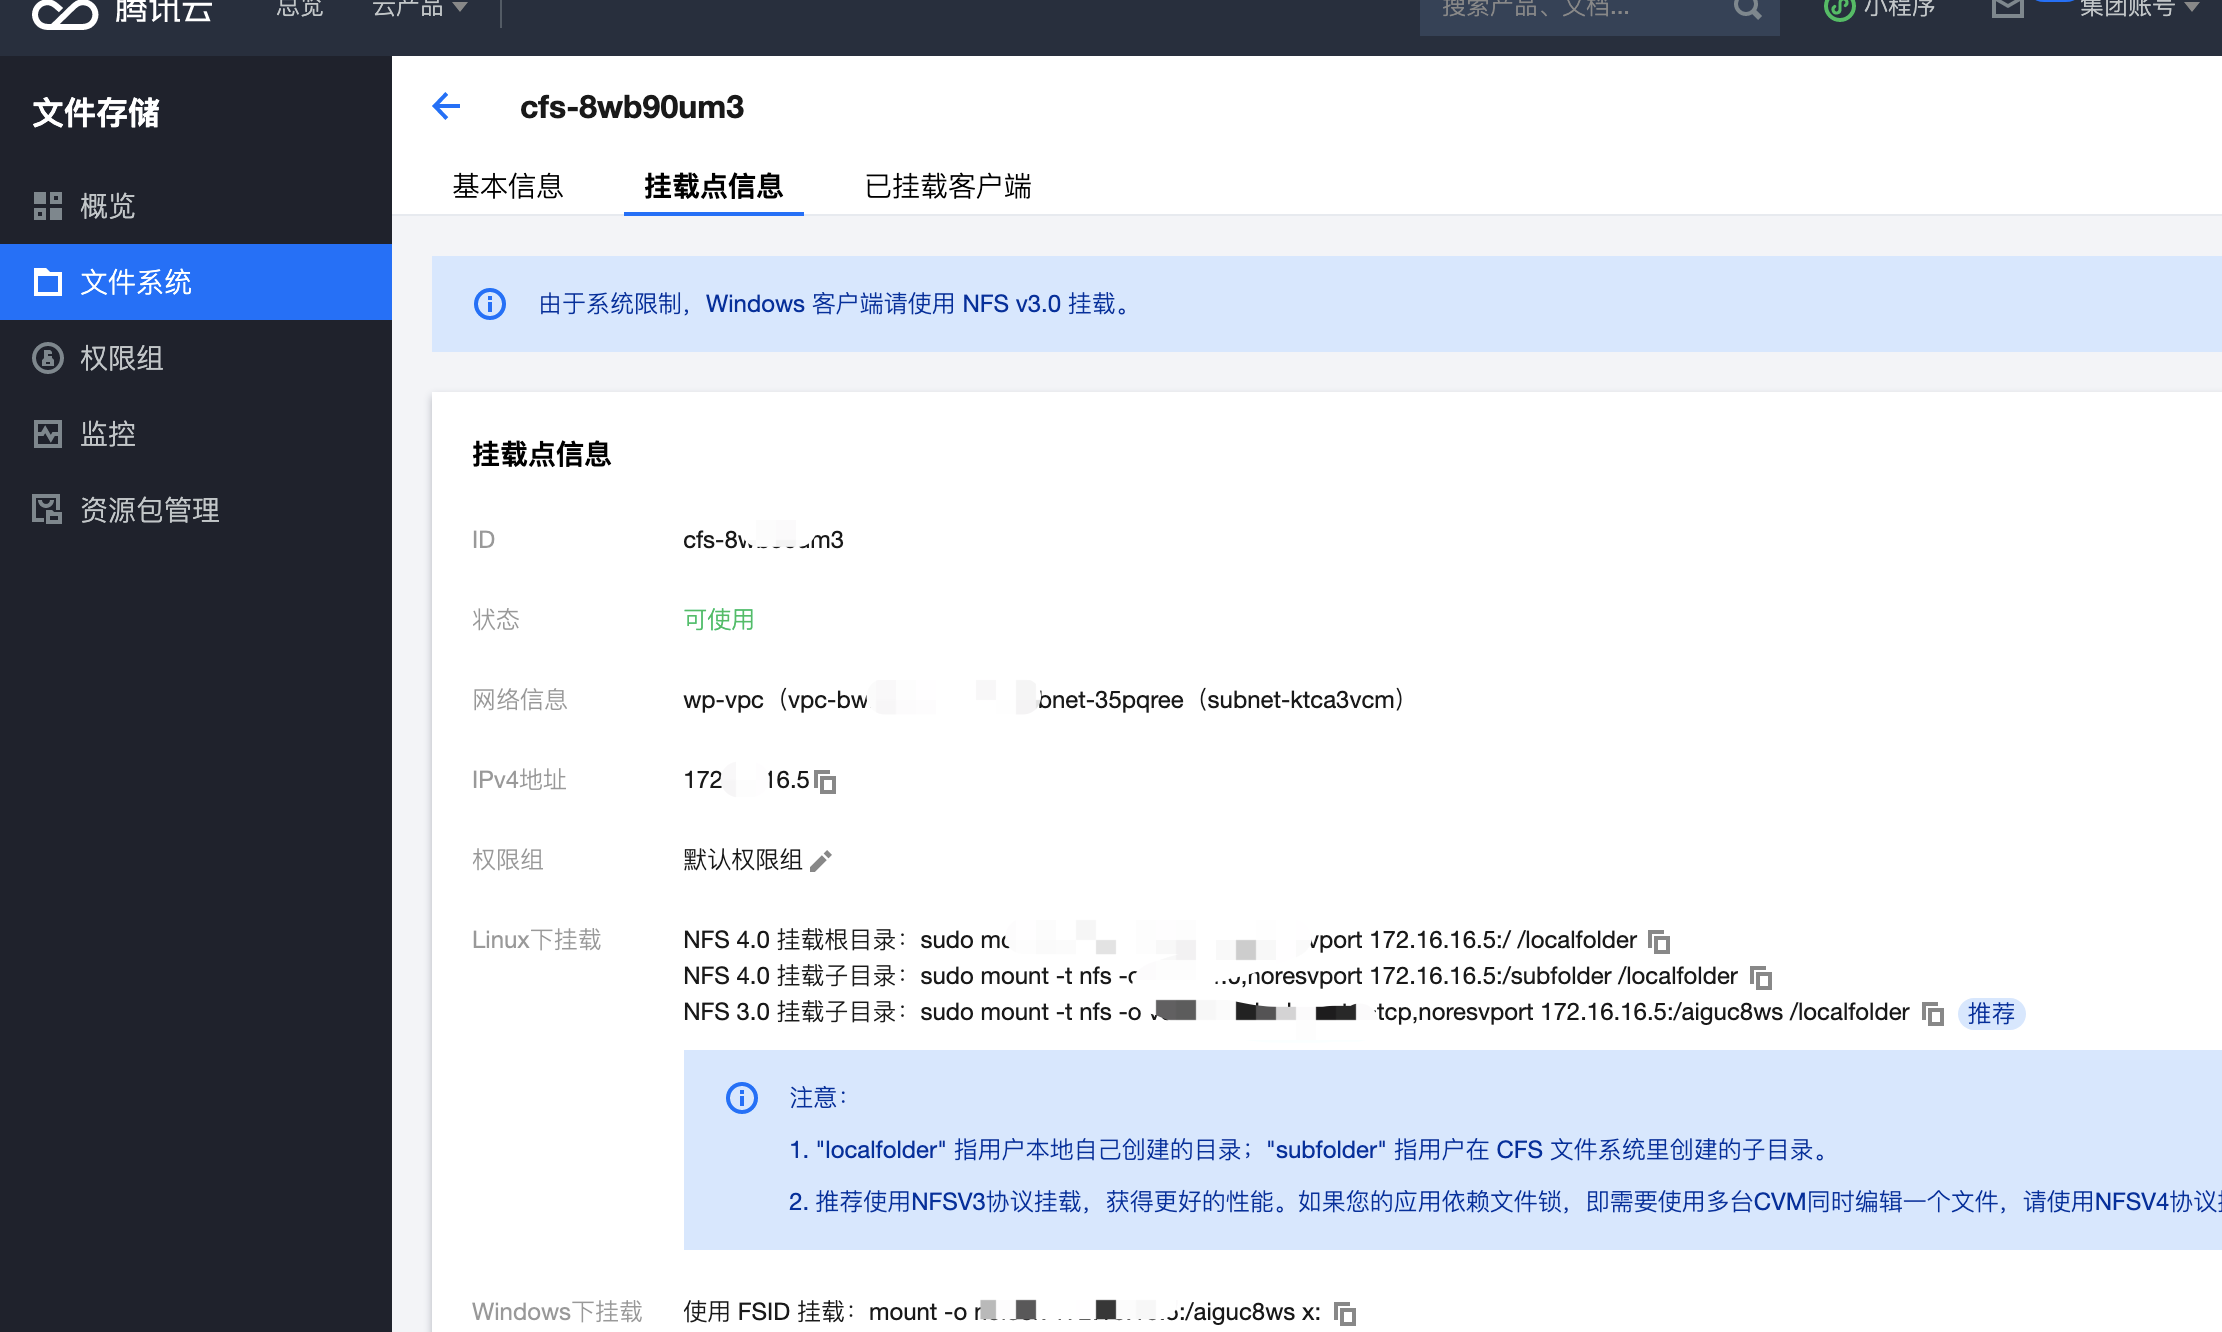 腾讯云 总览 云产品 搜索产品、文档... 小程序 集团账号
文件存储
概览
文件系统
权限组
监控
资源包管理
cfs-8wb90um3
基本信息 挂载点信息 已挂载客户端
由于系统限制，Windows 客户端请使用 NFS v3.0 挂载。
挂载点信息
ID cfs-8w um3
状态 可使用
网络信息 wp-vpc（vpc-bw bnet-35pqree（subnet-ktca3vcm）
IPv4地址 172 16.5
权限组 默认权限组
Linux下挂载 NFS 4.0 挂载根目录：sudo mo vport 172.16.16.5:/ /localfolder
NFS 4.0 挂载子目录：sudo mount -t nfs -o ,noresvport 172.16.16.5:/subfolder /localfolder
NFS 3.0 挂载子目录：sudo mount -t nfs -o tcp,noresvport 172.16.16.5:/aiguc8ws /localfolder 推荐
注意：
1. "localfolder" 指用户本地自己创建的目录；"subfolder" 指用户在 CFS 文件系统里创建的子目录。
2. 推荐使用NFSV3协议挂载，获得更好的性能。如果您的应用依赖文件锁，即需要使用多台CVM同时编辑一个文件，请使用NFSV4协议
Windows下挂载 使用 FSID 挂载：mount -o :/aiguc8ws x: